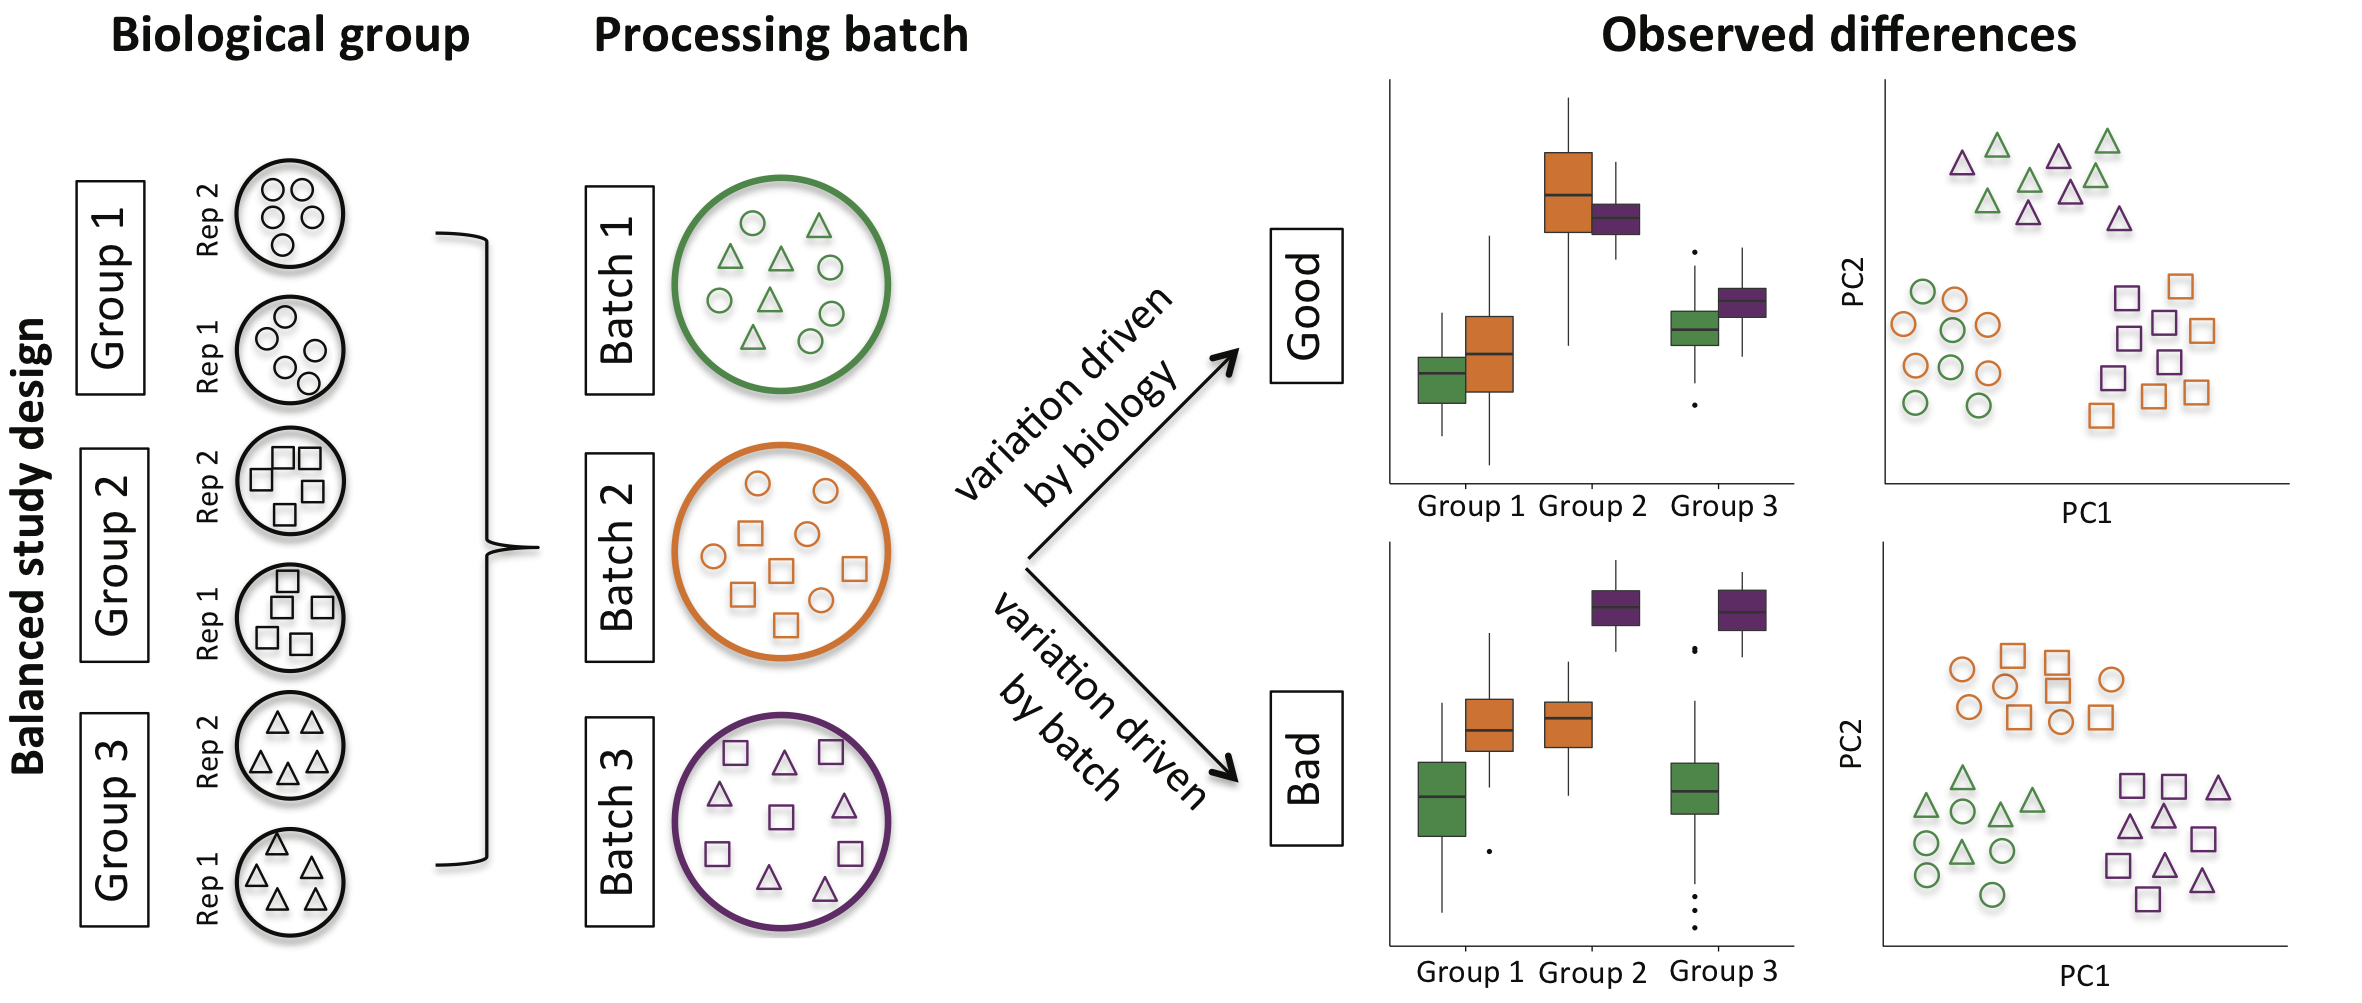 Biological group
Processing batch
Observed differences
Balanced study design
Group 1
Rep 2
Rep 1
Group 2
Rep 2
Rep 1
Group 3
Rep 2
Rep 1
Batch 1
Batch 2
Batch 3
variation driven
by biology
variation driven
by batch
Good
Group 1
Group 2
Group 3
PC2
PC1
Bad
Group 1
Group 2
Group 3
PC2
PC1